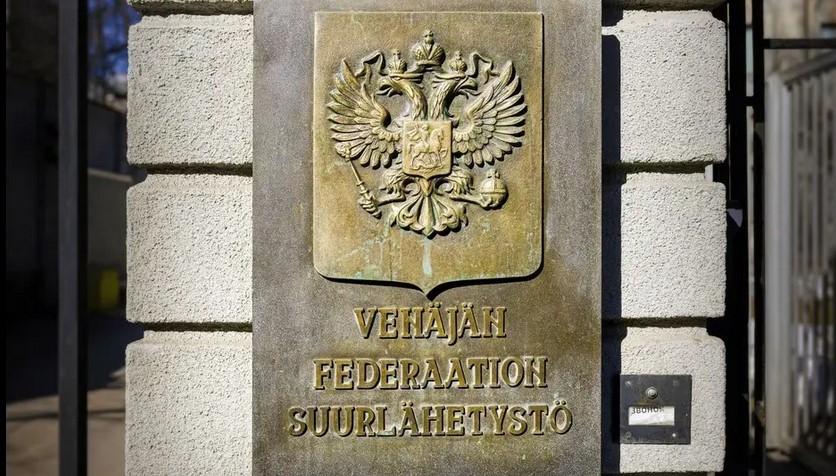 VENÄJÄN
FEDERAATION
SUURLÄHETYSTÖ
ЗВОНОК